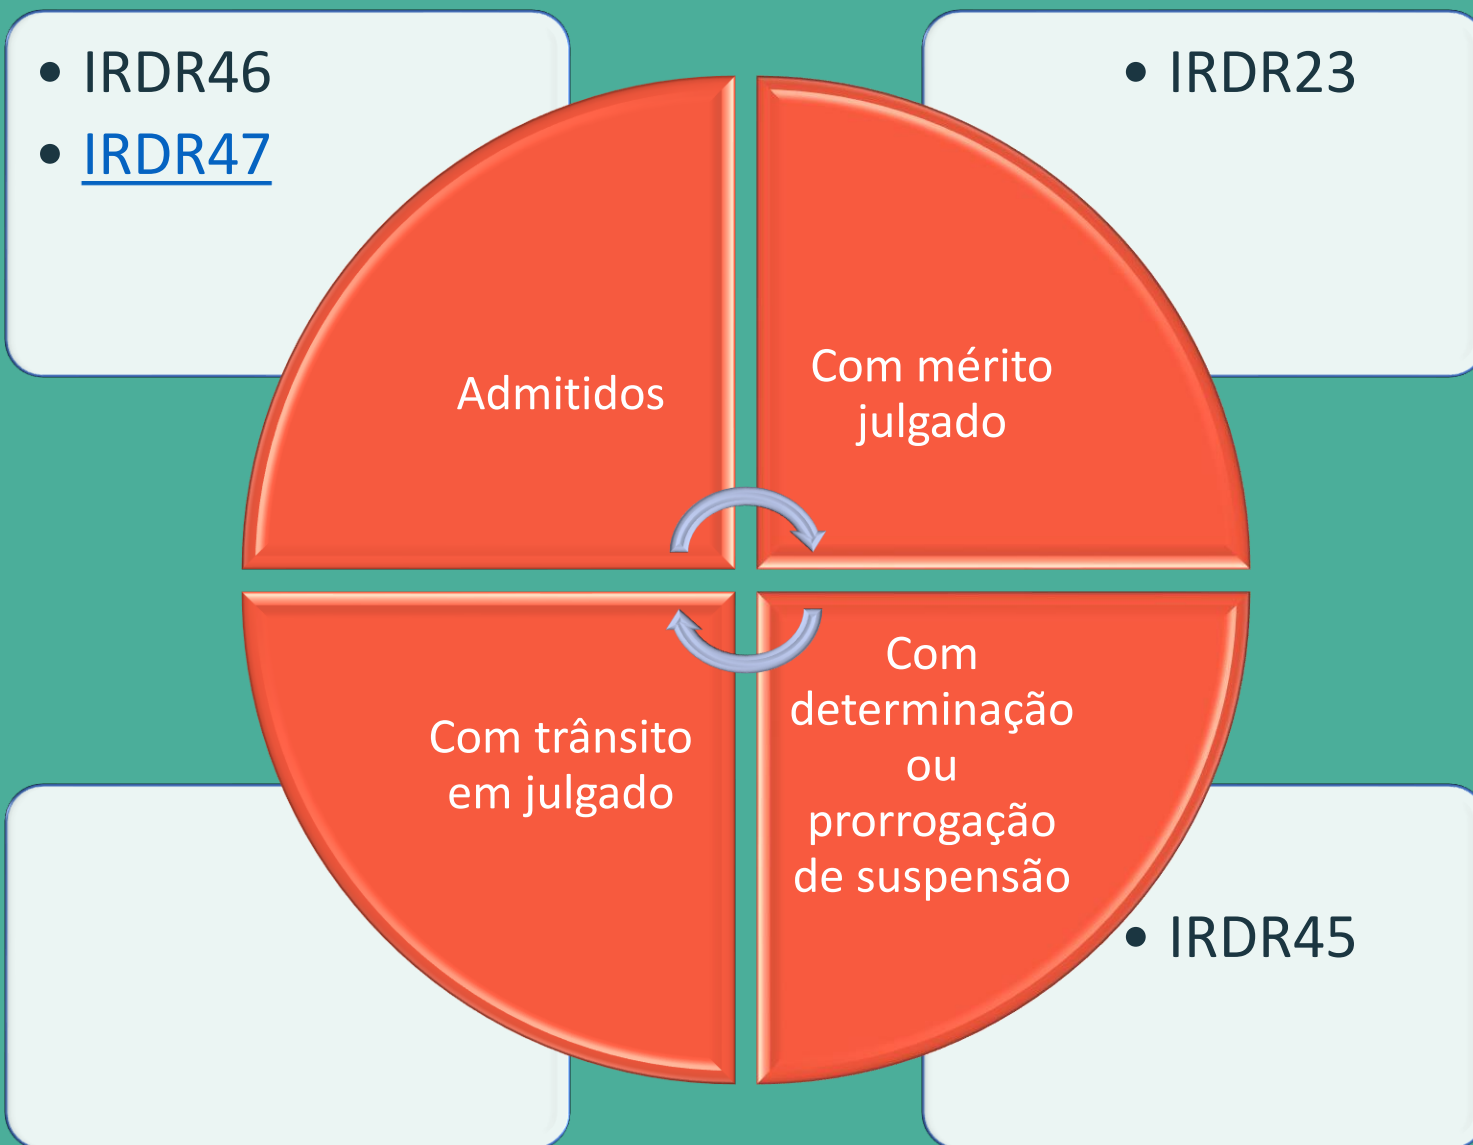 • IRDR46
• IRDR47
• IRDR23
Admitidos
Com mérito
julgado
Com trânsito
em julgado
Com
determinação
ou
prorrogação
de suspensão
• IRDR45